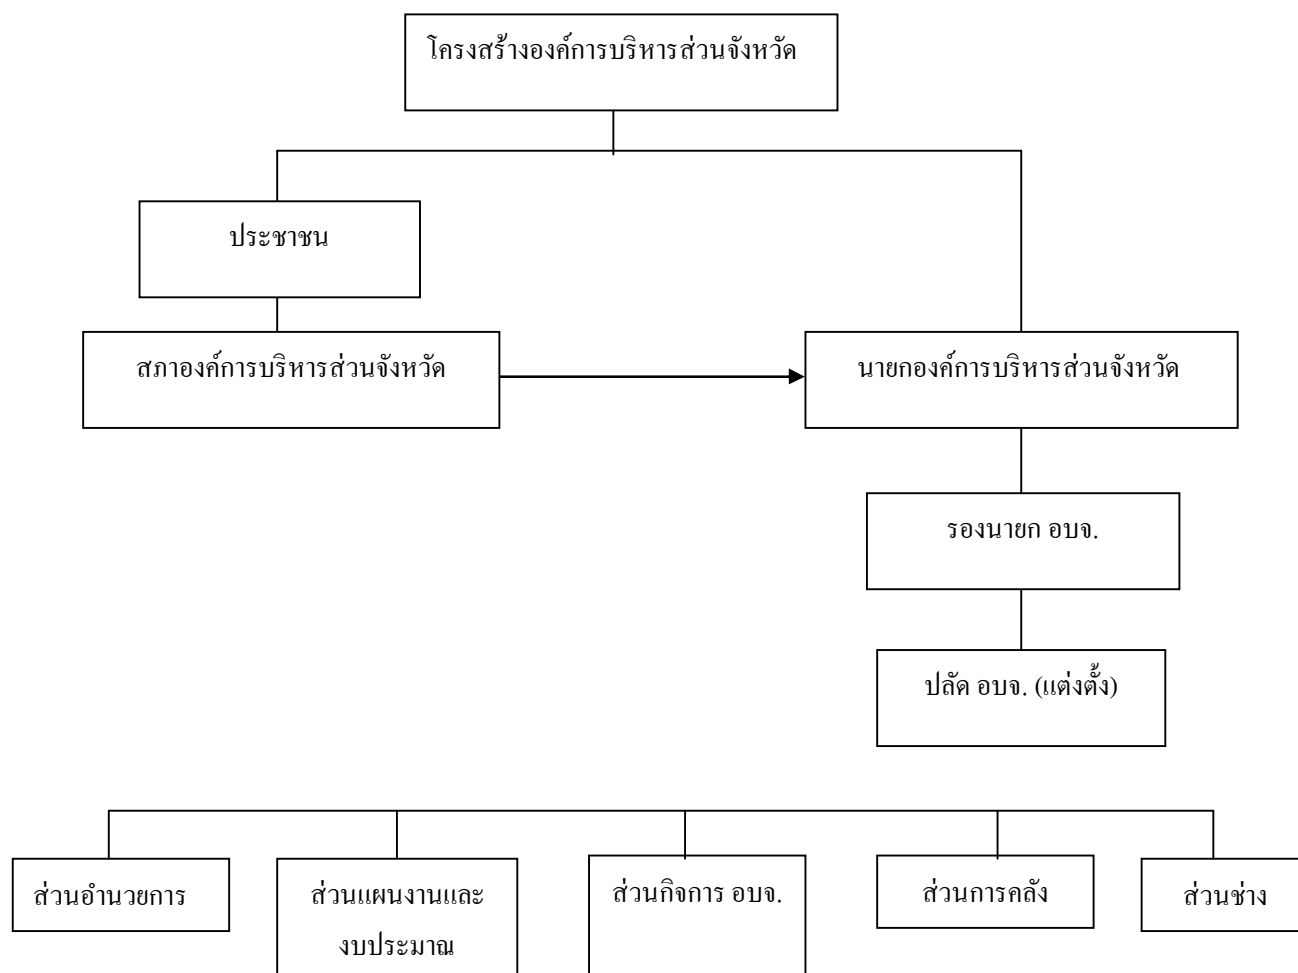 โครงสร้างองค์การบริหารส่วนจังหวัด
ประชาชน
สภาองค์การบริหารส่วนจังหวัด
นายกองค์การบริหารส่วนจังหวัด
รองนายก อบจ.
ปลัด อบจ. (แต่งตั้ง)
ส่วนอำนวยการ
ส่วนแผนงานและ
งบประมาณ
ส่วนกิจการ อบจ.
ส่วนการคลัง
ส่วนช่าง